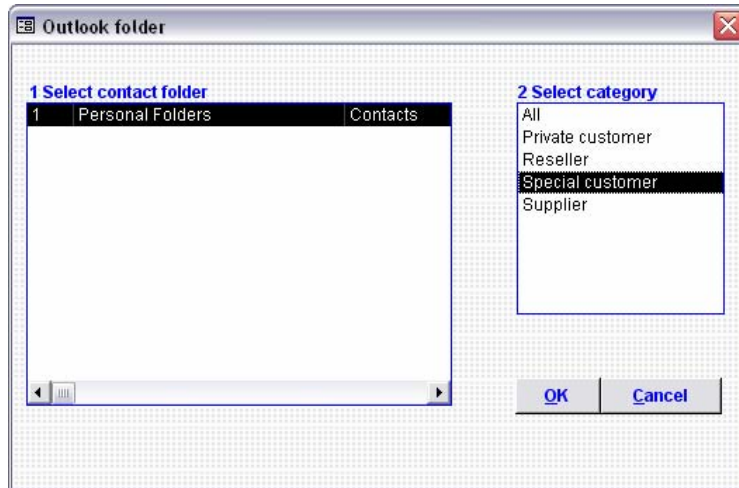 Outlook folder
1 Select contact folder
1 Personal Folders Contacts
2 Select category
All
Private customer
Reseller
Special customer
Supplier
OK Cancel